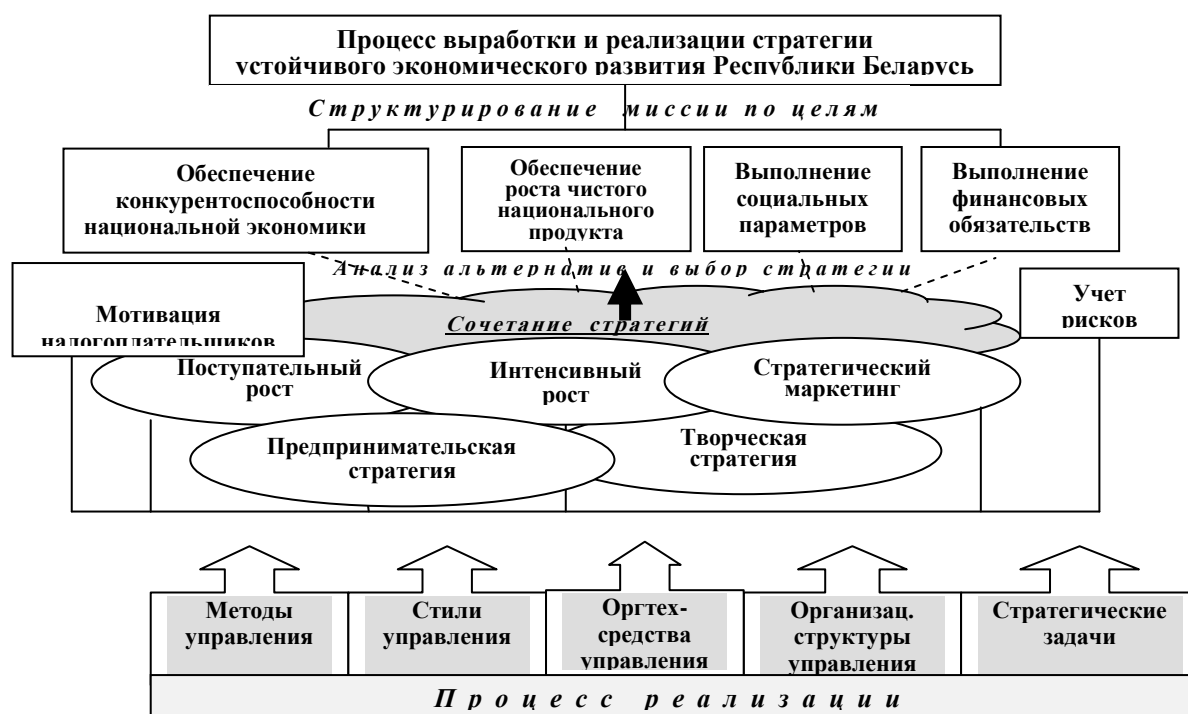 Процесс выработки и реализации стратегии
устойчивого экономического развития Республики Беларусь
Структурирование миссии по целям
Обеспечение
конкурентоспособности
национальной экономики
Обеспечение
роста чистого
национального
продукта
Выполнение
социальных
параметров
Выполнение
финансовых
обязательств
Анализ альтернатив и выбор стратегии
Мотивация
налогоплательщиков
Учет
рисков
Сочетание стратегий
Поступательный
рост
Интенсивный
рост
Стратегический
маркетинг
Предпринимательская
стратегия
Творческая
стратегия
Методы
управления
Стили
управления
Оргтех-
средства
управления
Организац.
структуры
управления
Стратегические
задачи
Процесс реализации